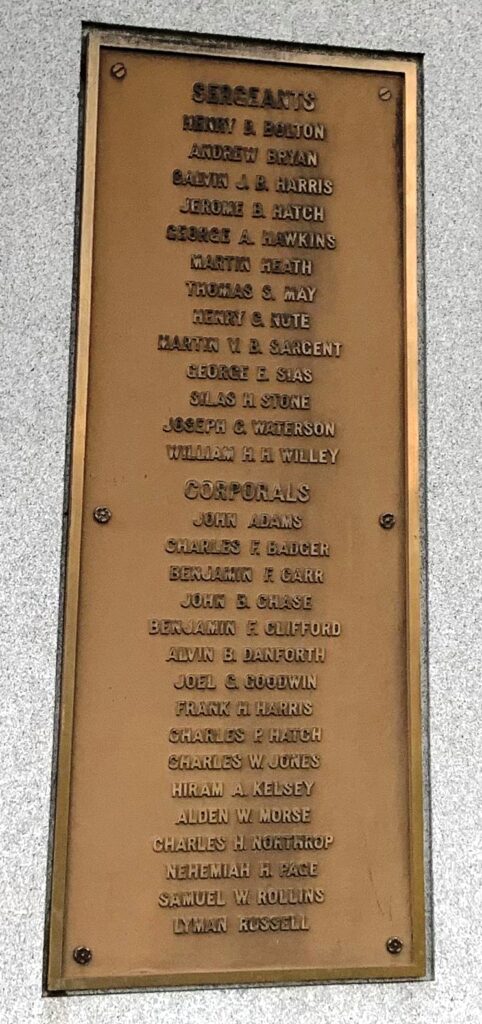 SERGEANTS
HENRY D. BOLTON
ANDREW BRYAN
CALVIN J. B. HARRIS
JEROME B. HATCH
GEORGE A. HAWKINS
MARTIN HEATH
THOMAS S. MAY
HENRY C. NUTE
MARTIN V. B. SARGENT
GEORGE E. SIAS
SILAS H. STONE
JOSEPH C. WATERSON
WILLIAM H. H. WILLEY
CORPORALS
JOHN ADAMS
CHARLES F. BADGER
BENJAMIN F. CARR
JOHN B. CHASE
BENJAMIN F. CLIFFORD
ALVIN B. DANFORTH
JOEL G. GOODWIN
FRANK H. HARRIS
CHARLES P. HATCH
CHARLES W. JONES
HIRAM A. KELSEY
ALDEN W. MORSE
CHARLES H. NORTHROP
NEHEMIAH H. PAGE
SAMUEL W. ROLLINS
LYMAN RUSSELL